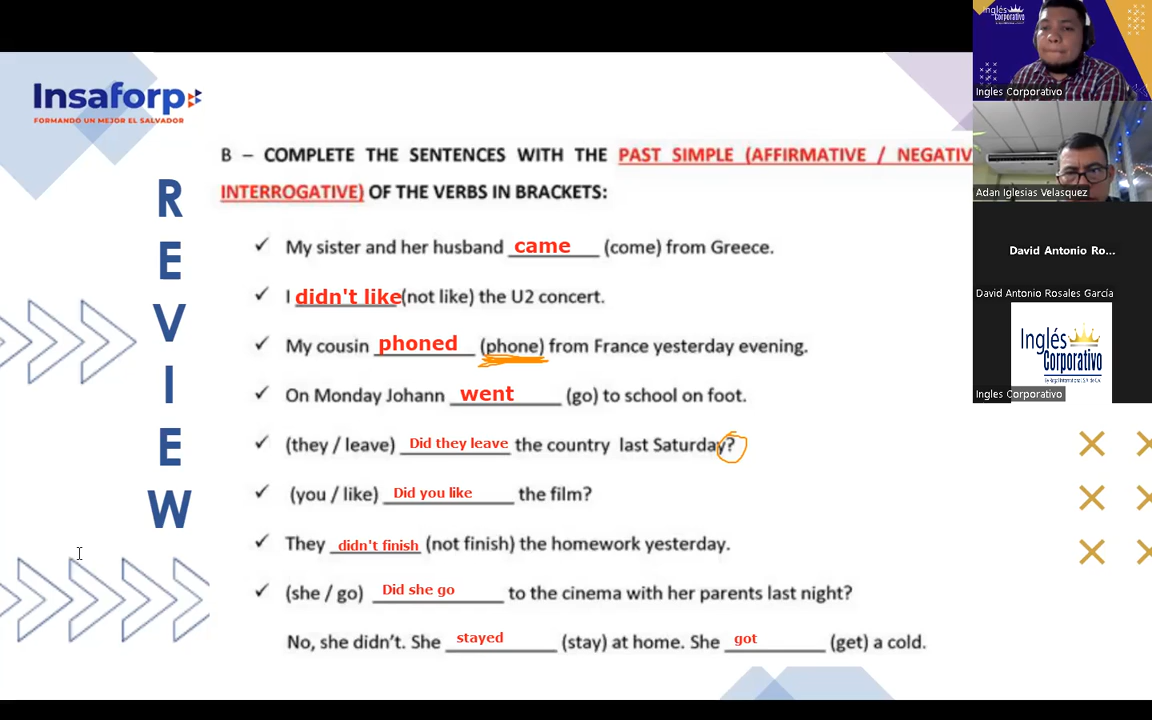 Insaforp
FORMANDO UN MEJOR EL SALVADOR
REVIEW
B – COMPLETE THE SENTENCES WITH THE PAST SIMPLE (AFFIRMATIVE / NEGATIV
INTERROGATIVE) OF THE VERBS IN BRACKETS:
✓ My sister and her husband came (come) from Greece.
✓ I didn't like (not like) the U2 concert.
✓ My cousin phoned (phone) from France yesterday evening.
✓ On Monday Johann went (go) to school on foot.
✓ (they / leave) Did they leave the country last Saturday?
✓ (you / like) Did you like the film?
✓ They didn't finish (not finish) the homework yesterday.
✓ (she / go) Did she go to the cinema with her parents last night?
No, she didn't. She stayed (stay) at home. She got (get) a cold.
Inglés
Corporativo
Ingles Corporativo
Adan Iglesias Velasquez
David Antonio Ro...
David Antonio Rosales García
Inglés
Corporativo
Ingles Corporativo